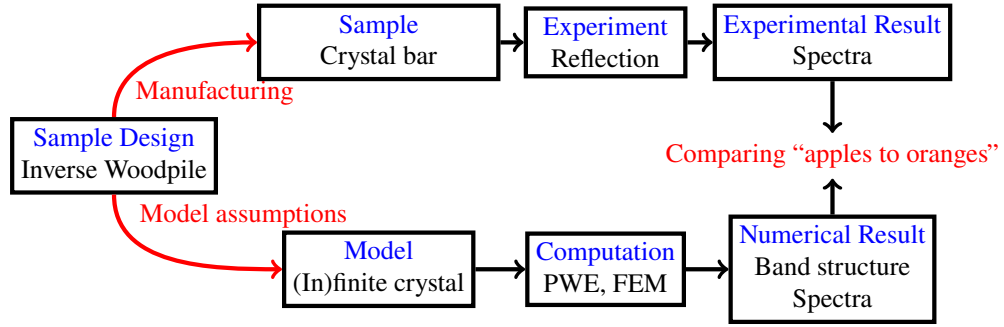 Sample
Crystal bar
Experiment
Reflection
Experimental Result
Spectra
Manufacturing
Sample Design
Inverse Woodpile
Comparing “apples to oranges”
Model assumptions
Model
(In)finite crystal
Computation
PWE, FEM
Numerical Result
Band structure
Spectra